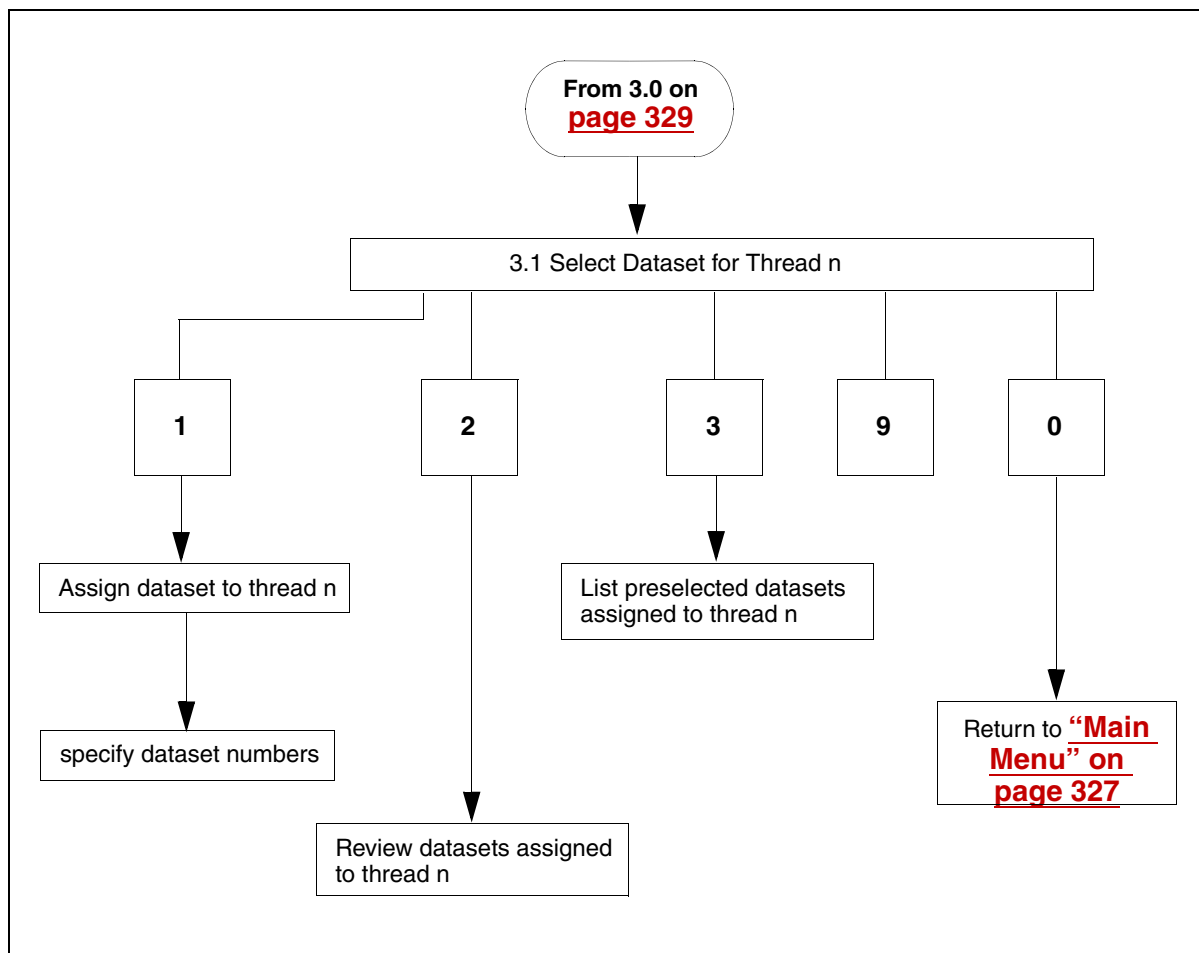 From 3.0 on
page 329
3.1 Select Dataset for Thread n
1
2
3
9
0
Assign dataset to thread n
List preselected datasets
assigned to thread n
specify dataset numbers
Return to “Main
Menu” on
page 327
Review datasets assigned
to thread n